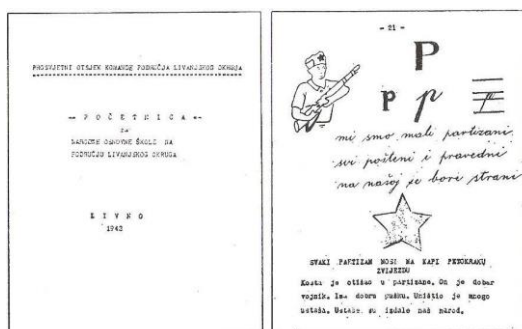 PROSVJETNI OTSJEK KOMANDE PODRUČJA LIVANJSKOG OKRUGA
-- P O Č E T N I C A --
ZA
NARODNE OSNOVNE ŠKOLE NA
PODRUČJU LIVANJSKOG OKRUGA
L I V N O
1942
- 21 -
P
p p
mi smo mali partizani
svi pošteni i pravedni
na našoj se bori strani
SVAKI PARTIZAN NOSI NA KAPI PETOKRAKU
ZVIJEZDU
Kosta je otišao u partizane. On je dobar
vojnik. Ima dobru pušku. Uništio je mnogo
ustaša. Ustaše su izdale naš narod.